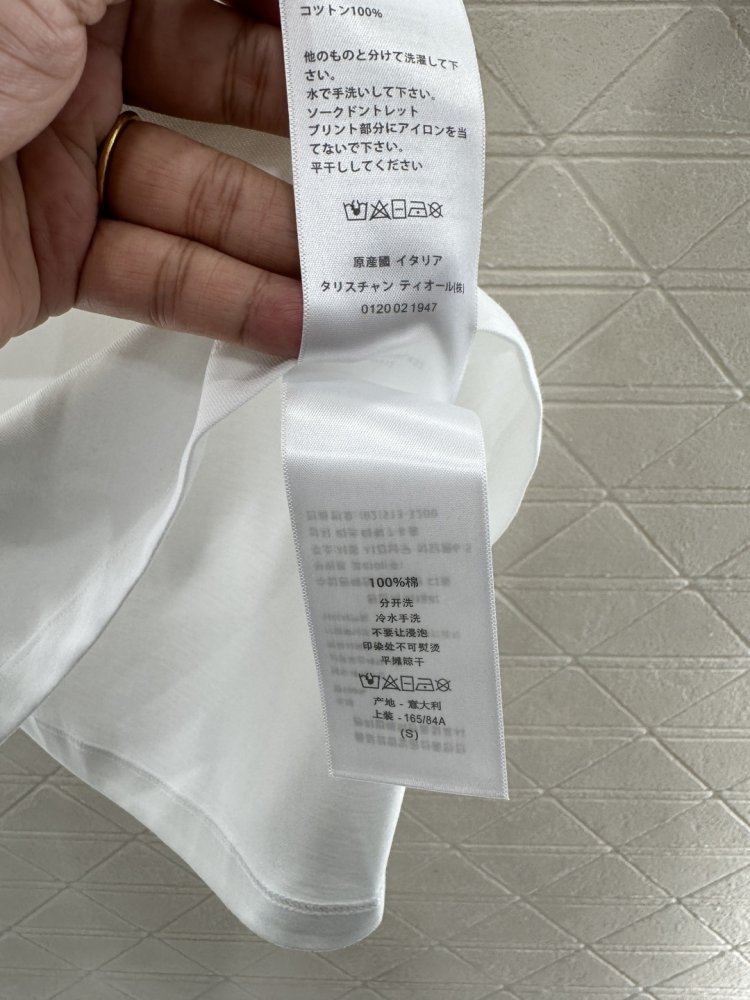 コツトン100%
他のものと分けて洗濯して下
さい。
水で手洗いして下さい。
ソークドントレット
プリント部分にアイロンを当
てないで下さい。
平干ししてください
原産國 イタリア
タリスチャン ティオール(株)
0120 02 1947
100%棉
分开洗
冷水手洗
不要让浸泡
印染处不可熨烫
平摊晾干
产地 - 意大利
上装 - 165/84A
(S)